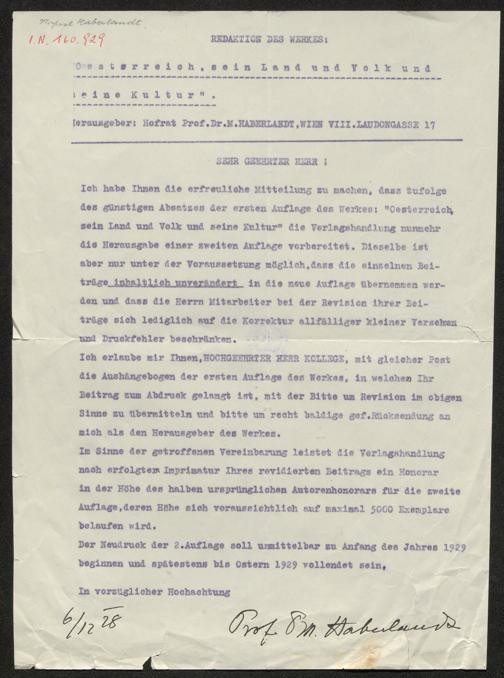 Haberlandt
I.N. 160.929
REDAKTION DES WERKES:
"Oesterreich, sein Land und Volk und
seine Kultur".
Herausgeber: Hofrat Prof.Dr.M.HABERLANDT,WIEN VIII.LAUDONGASSE 17
SEHR GEEHRTER HERR !
Ich habe Ihnen die erfreuliche Mitteilung zu machen, dass zufolge
des günstigen Absatzes der ersten Auflage des Werkes: "Oesterreich,
sein Land und Volk und seine Kultur" die Verlagshandlung nunmehr
die Herausgabe einer zweiten Auflage vorbereitet. Dieselbe ist
aber nur unter der Voraussetzung möglich,dass die einzelnen Bei-
träge inhaltlich unverändert in die neue Auflage übernommen wer-
den und dass die Herrn Mitarbeiter bei der Revision ihrer Bei-
träge sich lediglich auf die Korrektur allfälliger kleiner Versehen
und Druckfehler beschränken.
Ich erlaube mir Ihnen,HOCHGEEHRTER HERR KOLLEGE, mit gleicher Post
die Aushängebogen der ersten Auflage des Werkes, in welchen Ihr
Beitrag zum Abdruck gelangt ist, mit der Bitte um Revision im obigen
Sinne zu übermitteln und bitte um recht baldige gef.Rücksendung an
mich als den Herausgeber des Werkes.
Im Sinne der getroffenen Vereinbarung leistet die Verlagshandlung
nach erfolgtem Imprimatur Ihres revidierten Beitrags ein Honorar
in der Höhe des halben ursprünglichen Autorenhonorars für die zweite
Auflage,deren Höhe sich voraussichtlich auf maximal 5000 Exemplare
belaufen wird.
Der Neudruck der 2.Auflage soll unmittelbar zu Anfang des Jahres 1929
beginnen und spätestens bis Ostern 1929 vollendet sein.
In vorzüglicher Hochachtung
6/12 28
Prof. Dr M. Haberlandt